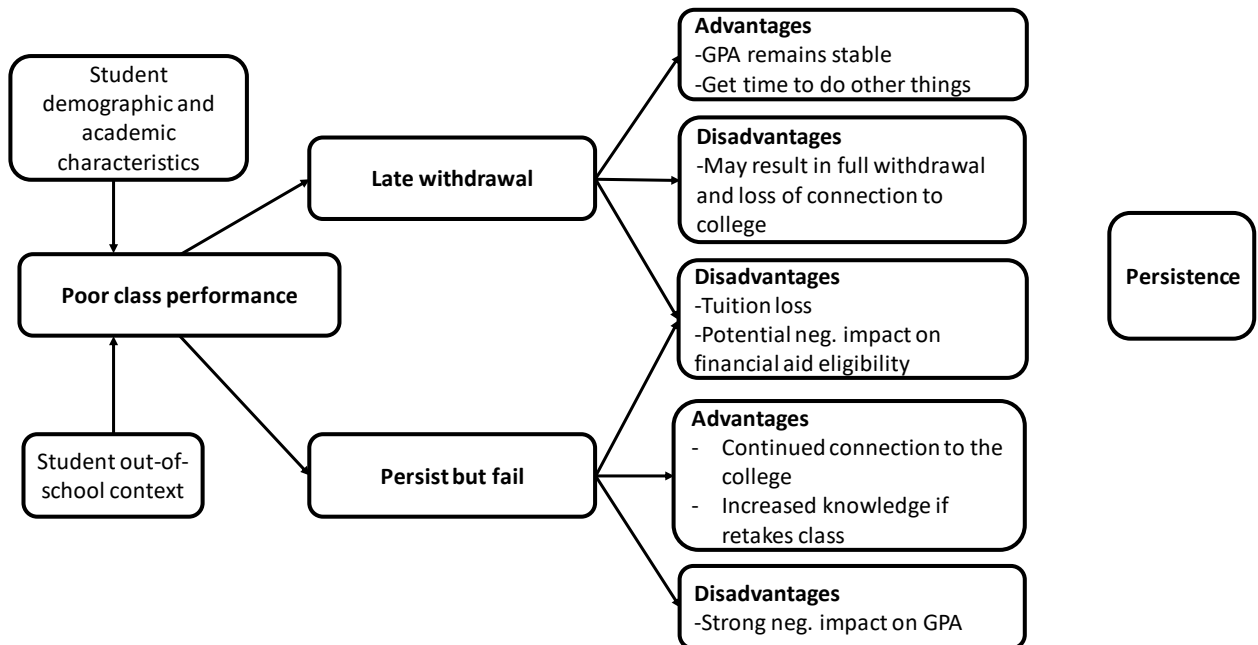 Student
demographic and
academic
characteristics
Poor class performance
Student out-of-
school context
Late withdrawal
Persist but fail
Advantages
-GPA remains stable
-Get time to do other things
Disadvantages
-May result in full withdrawal
and loss of connection to
college
Disadvantages
-Tuition loss
-Potential neg. impact on
financial aid eligibility
Advantages
- Continued connection to the
college
- Increased knowledge if
retakes class
Disadvantages
-Strong neg. impact on GPA
Persistence